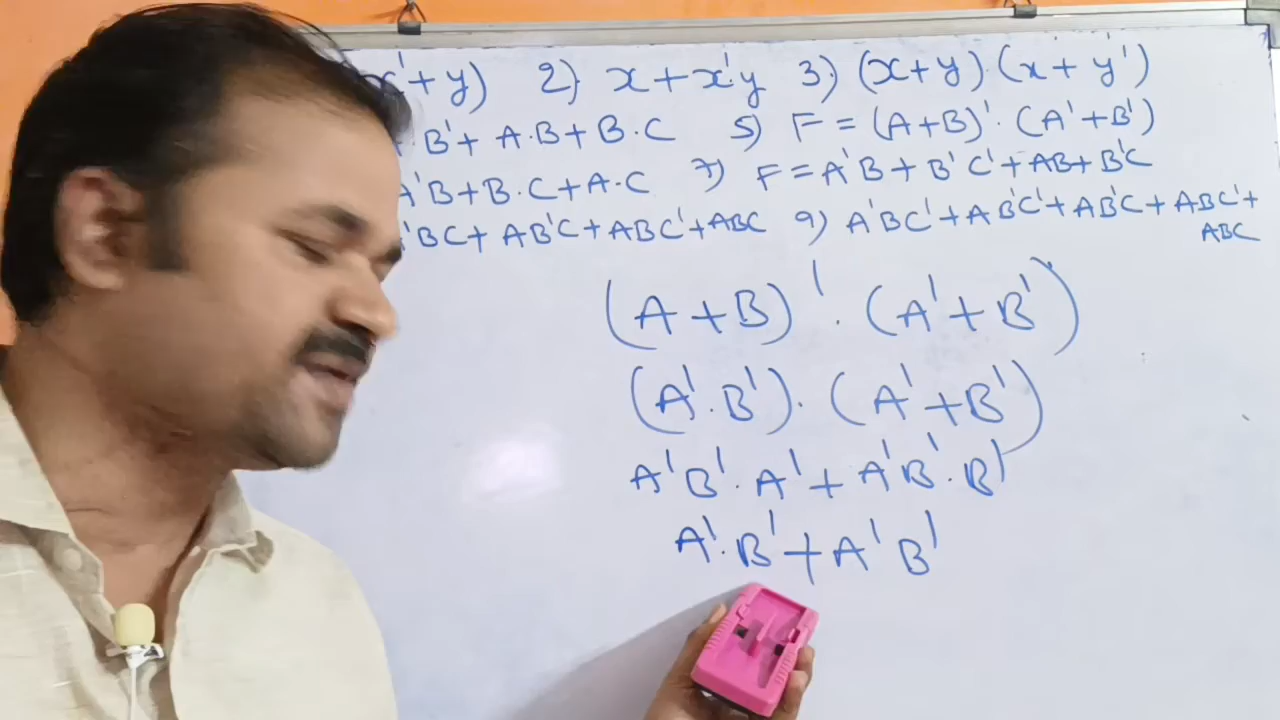 x'+y) 2) x+x'y 3) (x+y).(x+y')
B'+ A.B+B.C 5) F=(A+B)'.(A'+B')
A'B+B.C+A.C 7) F=A'B+B'C'+AB+B'C
A'BC+AB'C+ABC'+ABC 9) A'BC'+AB'C'+AB'C+ABC'+
ABC
(A+B)'.(A'+B')
(A'.B').(A'+B')
A'B'.A'+A'B'.B'
A'.B'+A'B'